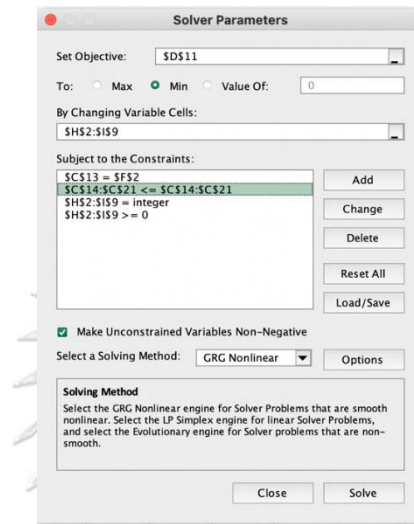 Solver Parameters
Set Objective: $D$11
To: Max Min Value Of: 0
By Changing Variable Cells:
$H$2:$I$9
Subject to the Constraints:
$C$13 = $F$2
$C$14:$C$21 <= $C$14:$C$21
$H$2:$I$9 = integer
$H$2:$I$9 >= 0
Add
Change
Delete
Reset All
Load/Save
Make Unconstrained Variables Non-Negative
Select a Solving Method: GRG Nonlinear Options
Solving Method
Select the GRG Nonlinear engine for Solver Problems that are smooth
nonlinear. Select the LP Simplex engine for linear Solver Problems,
and select the Evolutionary engine for Solver problems that are non-
smooth.
Close Solve